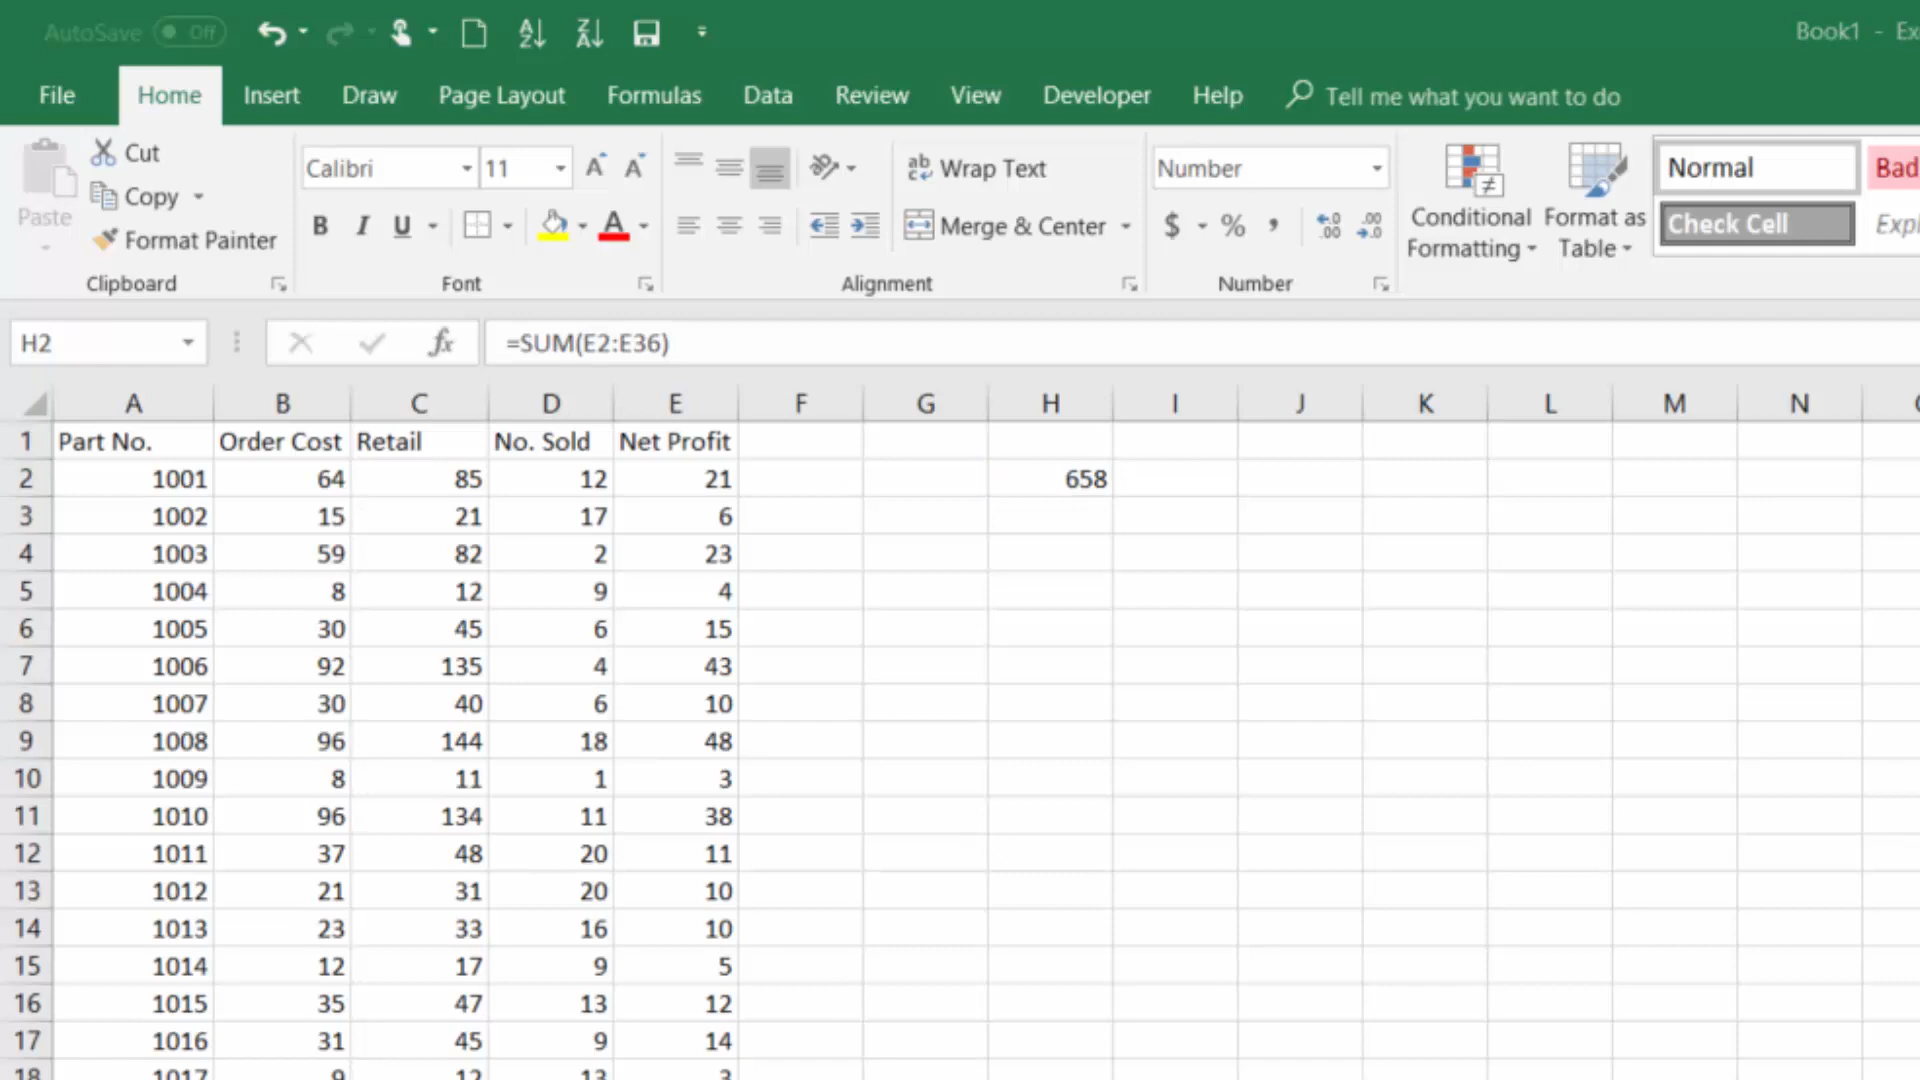 AutoSave Off
Book1 - Ex
File Home Insert Draw Page Layout Formulas Data Review View Developer Help Tell me what you want to do
Paste
Cut
Copy
Format Painter
Clipboard
Calibri 11
B I U A
Font
Wrap Text
Merge & Center
Alignment
Number
$ % ,
Number
Conditional Formatting
Format as Table
Normal Bad
Check Cell Expl
H2 fx =SUM(E2:E36)
A B C D E F G H I J K L M N
1 Part No. Order Cost Retail No. Sold Net Profit
2 1001 64 85 12 21 658
3 1002 15 21 17 6
4 1003 59 82 2 23
5 1004 8 12 9 4
6 1005 30 45 6 15
7 1006 92 135 4 43
8 1007 30 40 6 10
9 1008 96 144 18 48
10 1009 8 11 1 3
11 1010 96 134 11 38
12 1011 37 48 20 11
13 1012 21 31 20 10
14 1013 23 33 16 10
15 1014 12 17 9 5
16 1015 35 47 13 12
17 1016 31 45 9 14
18 1017 9 12 13 3